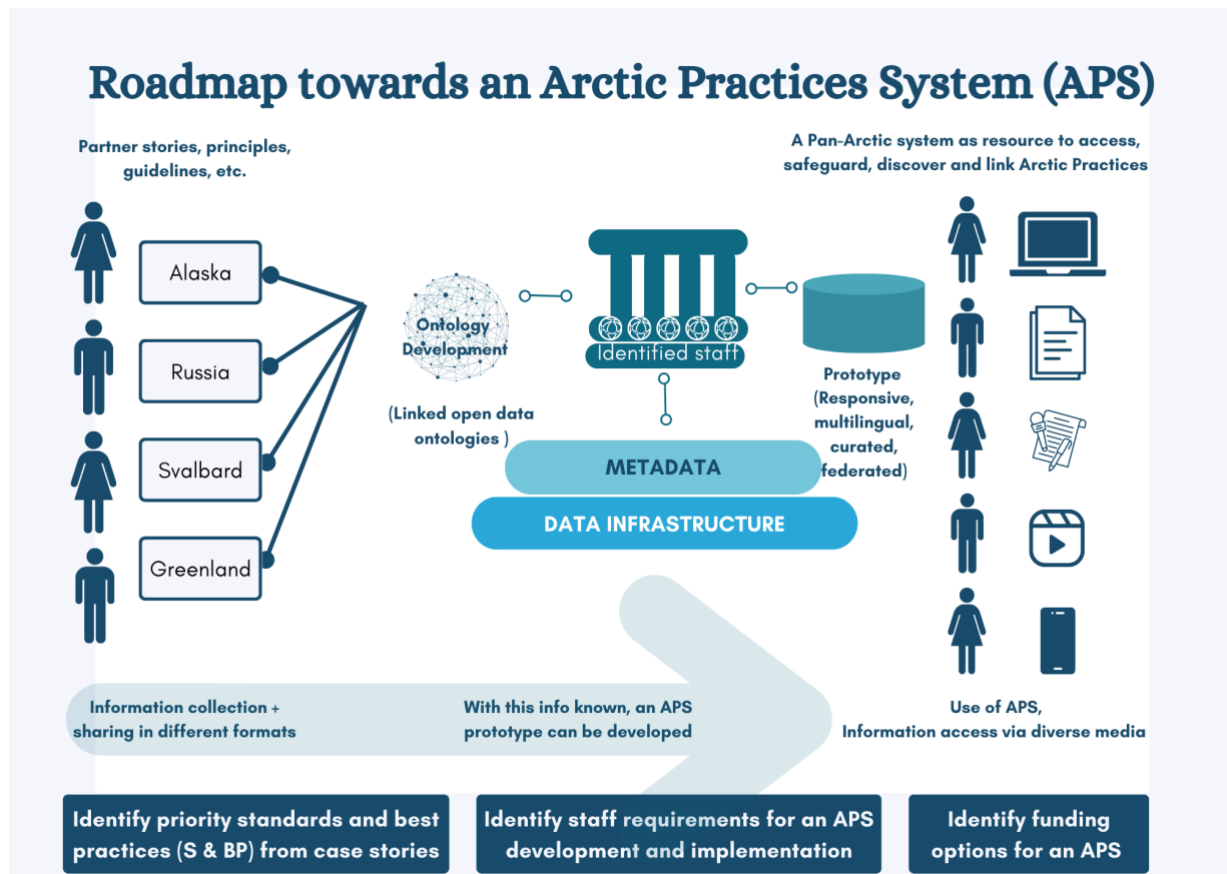 Roadmap towards an Arctic Practices System (APS)
Partner stories, principles,
guidelines, etc.
A Pan-Arctic system as resource to access,
safeguard, discover and link Arctic Practices
Alaska
Russia
Svalbard
Greenland
Ontology
Development
(Linked open data
ontologies )
Identified staff
Prototype
(Responsive,
multilingual,
curated,
federated)
METADATA
DATA INFRASTRUCTURE
Information collection +
sharing in different formats
With this info known, an APS
prototype can be developed
Use of APS,
Information access via diverse media
Identify priority standards and best
practices (S & BP) from case stories
Identify staff requirements for an APS
development and implementation
Identify funding
options for an APS